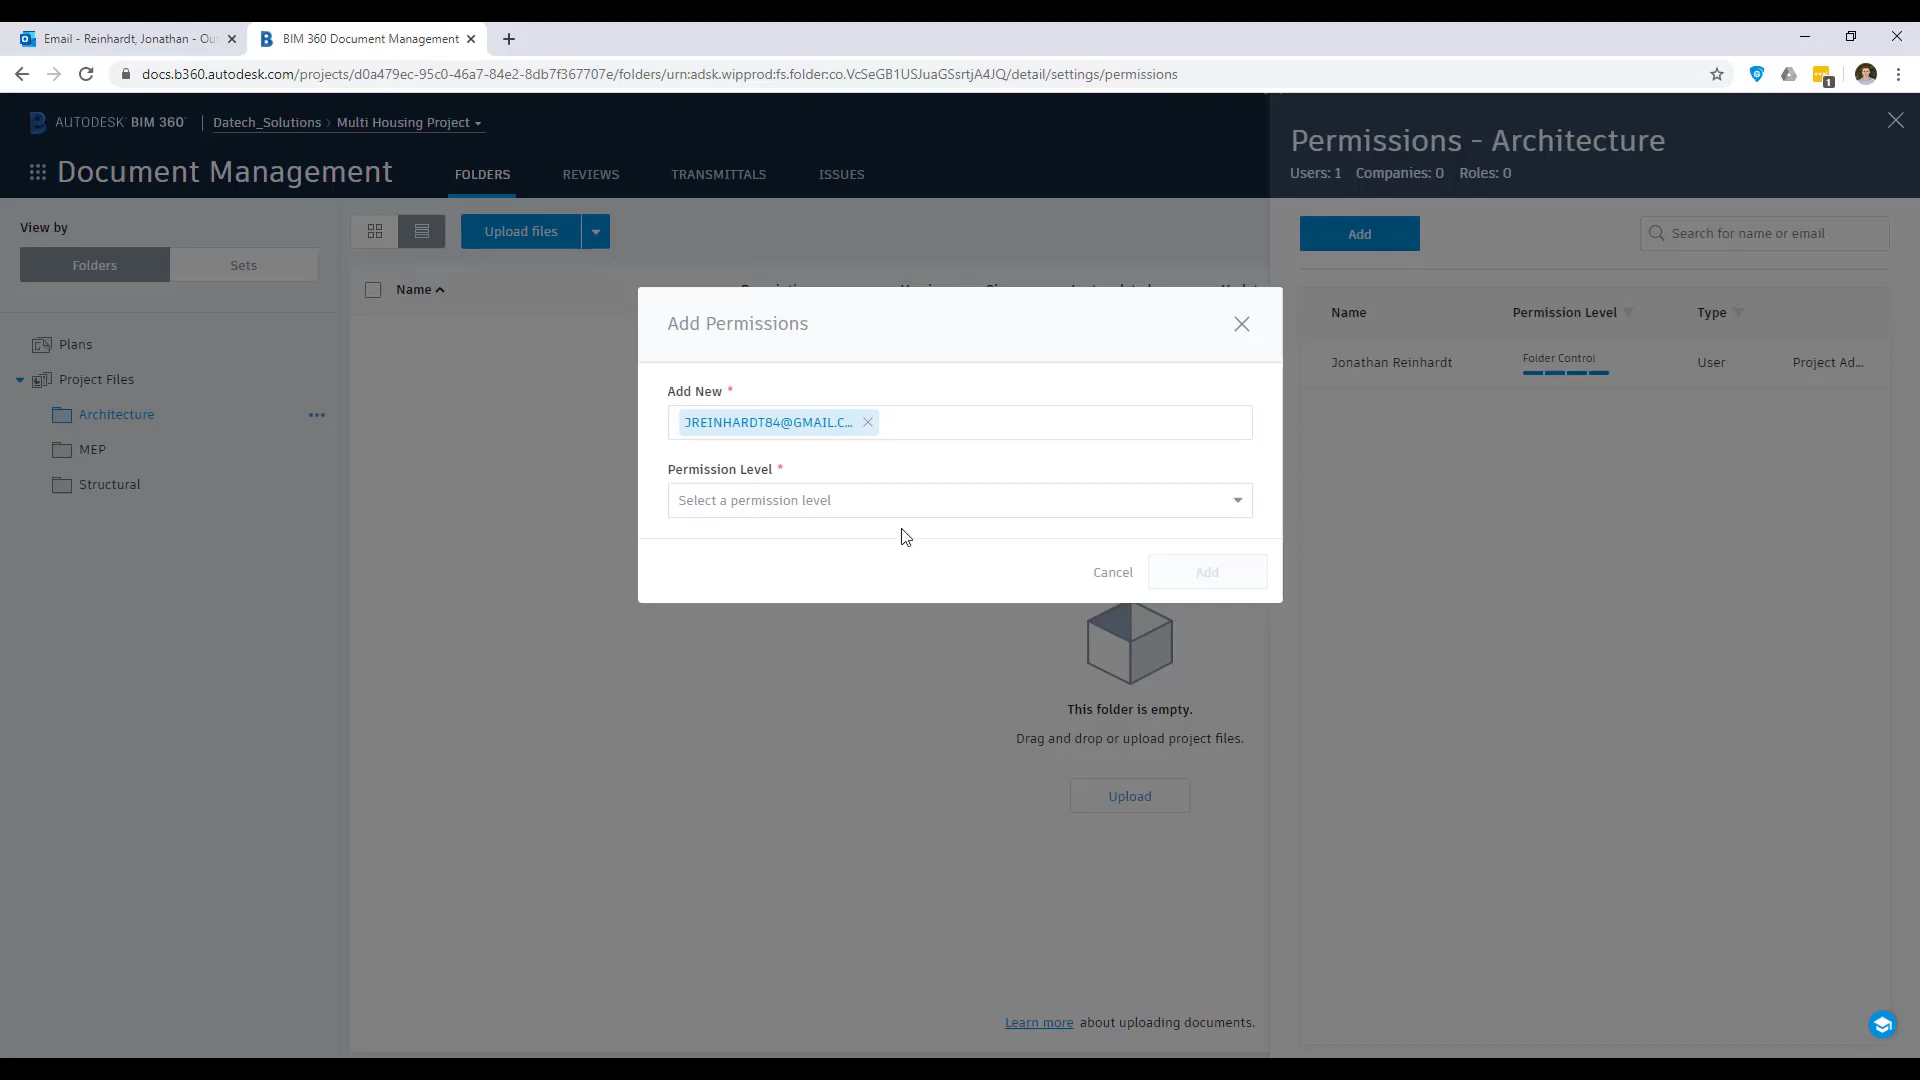 Email - Reinhardt, Jonathan - Ou
BIM 360 Document Management
docs.b360.autodesk.com/projects/d0a479ec-95c0-46a7-84e2-8db7f367707e/folders/urn:adsk.wipprod:fs.folder:co.VcSeGB1USJuaGSsrtjA4JQ/detail/settings/permissions
1
AUTODESK BIM 360
Datech_Solutions > Multi Housing Project
Document Management
FOLDERS
REVIEWS
TRANSMITTALS
ISSUES
Permissions - Architecture
Users: 1 Companies: 0 Roles: 0
View by
Folders
Sets
Upload files
Add
Search for name or email
Plans
Project Files
Architecture
MEP
Structural
Name
Name
Permission Level
Type
Jonathan Reinhardt
Folder Control
User
Project Ad...
Add Permissions
Add New *
JREINHARDT84@GMAIL.C...
Permission Level *
Select a permission level
Cancel
Add
This folder is empty.
Drag and drop or upload project files.
Upload
Learn more about uploading documents.